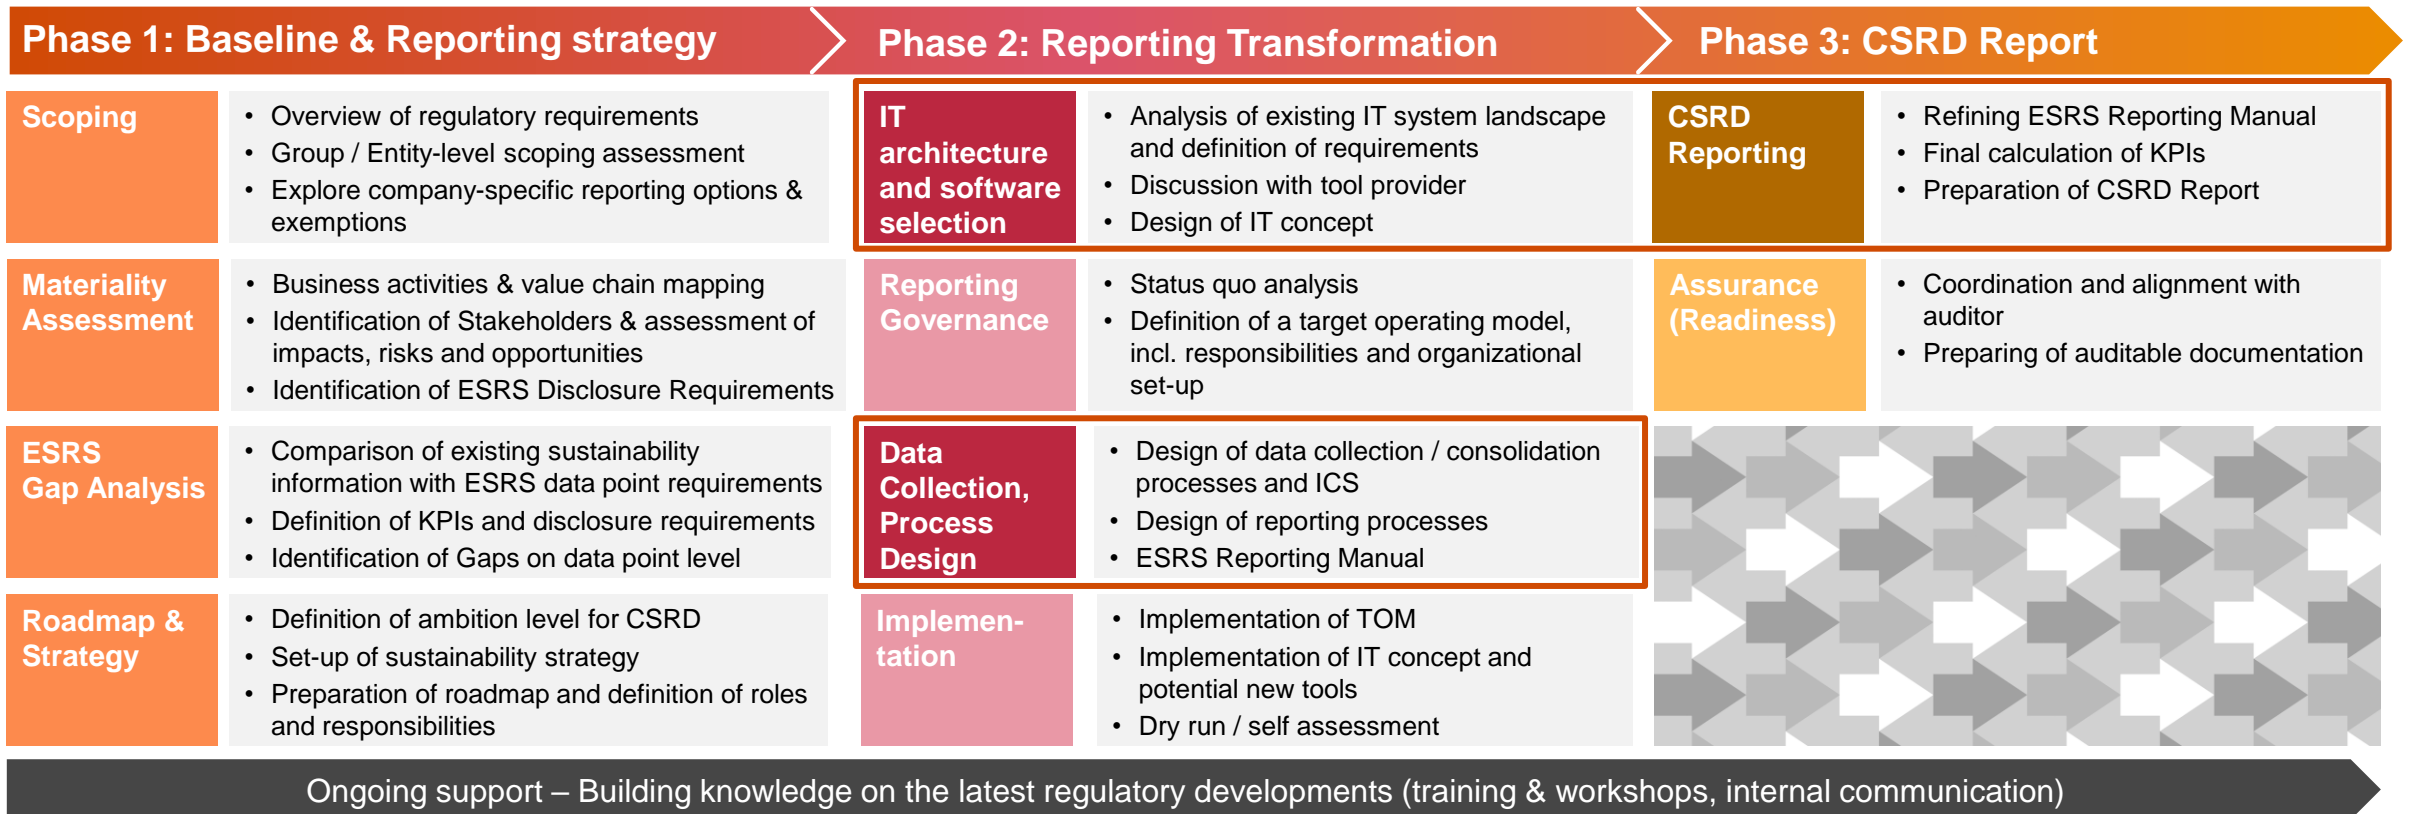 Phase 1: Baseline & Reporting strategy
Phase 2: Reporting Transformation
Phase 3: CSRD Report
Scoping
• Overview of regulatory requirements
• Group / Entity-level scoping assessment
• Explore company-specific reporting options &
exemptions
Materiality
Assessment
• Business activities & value chain mapping
• Identification of Stakeholders & assessment of
impacts, risks and opportunities
• Identification of ESRS Disclosure Requirements
ESRS
Gap Analysis
• Comparison of existing sustainability
information with ESRS data point requirements
• Definition of KPIs and disclosure requirements
• Identification of Gaps on data point level
Roadmap &
Strategy
• Definition of ambition level for CSRD
• Set-up of sustainability strategy
• Preparation of roadmap and definition of roles
and responsibilities
IT
architecture
and software
selection
• Analysis of existing IT system landscape
and definition of requirements
• Discussion with tool provider
• Design of IT concept
Reporting
Governance
• Status quo analysis
• Definition of a target operating model,
incl. responsibilities and organizational
set-up
Data
Collection,
Process
Design
• Design of data collection / consolidation
processes and ICS
• Design of reporting processes
• ESRS Reporting Manual
Implemen-
tation
• Implementation of TOM
• Implementation of IT concept and
potential new tools
• Dry run / self assessment
CSRD
Reporting
• Refining ESRS Reporting Manual
• Final calculation of KPIs
• Preparation of CSRD Report
Assurance
(Readiness)
• Coordination and alignment with
auditor
• Preparing of auditable documentation
Ongoing support – Building knowledge on the latest regulatory developments (training & workshops, internal communication)